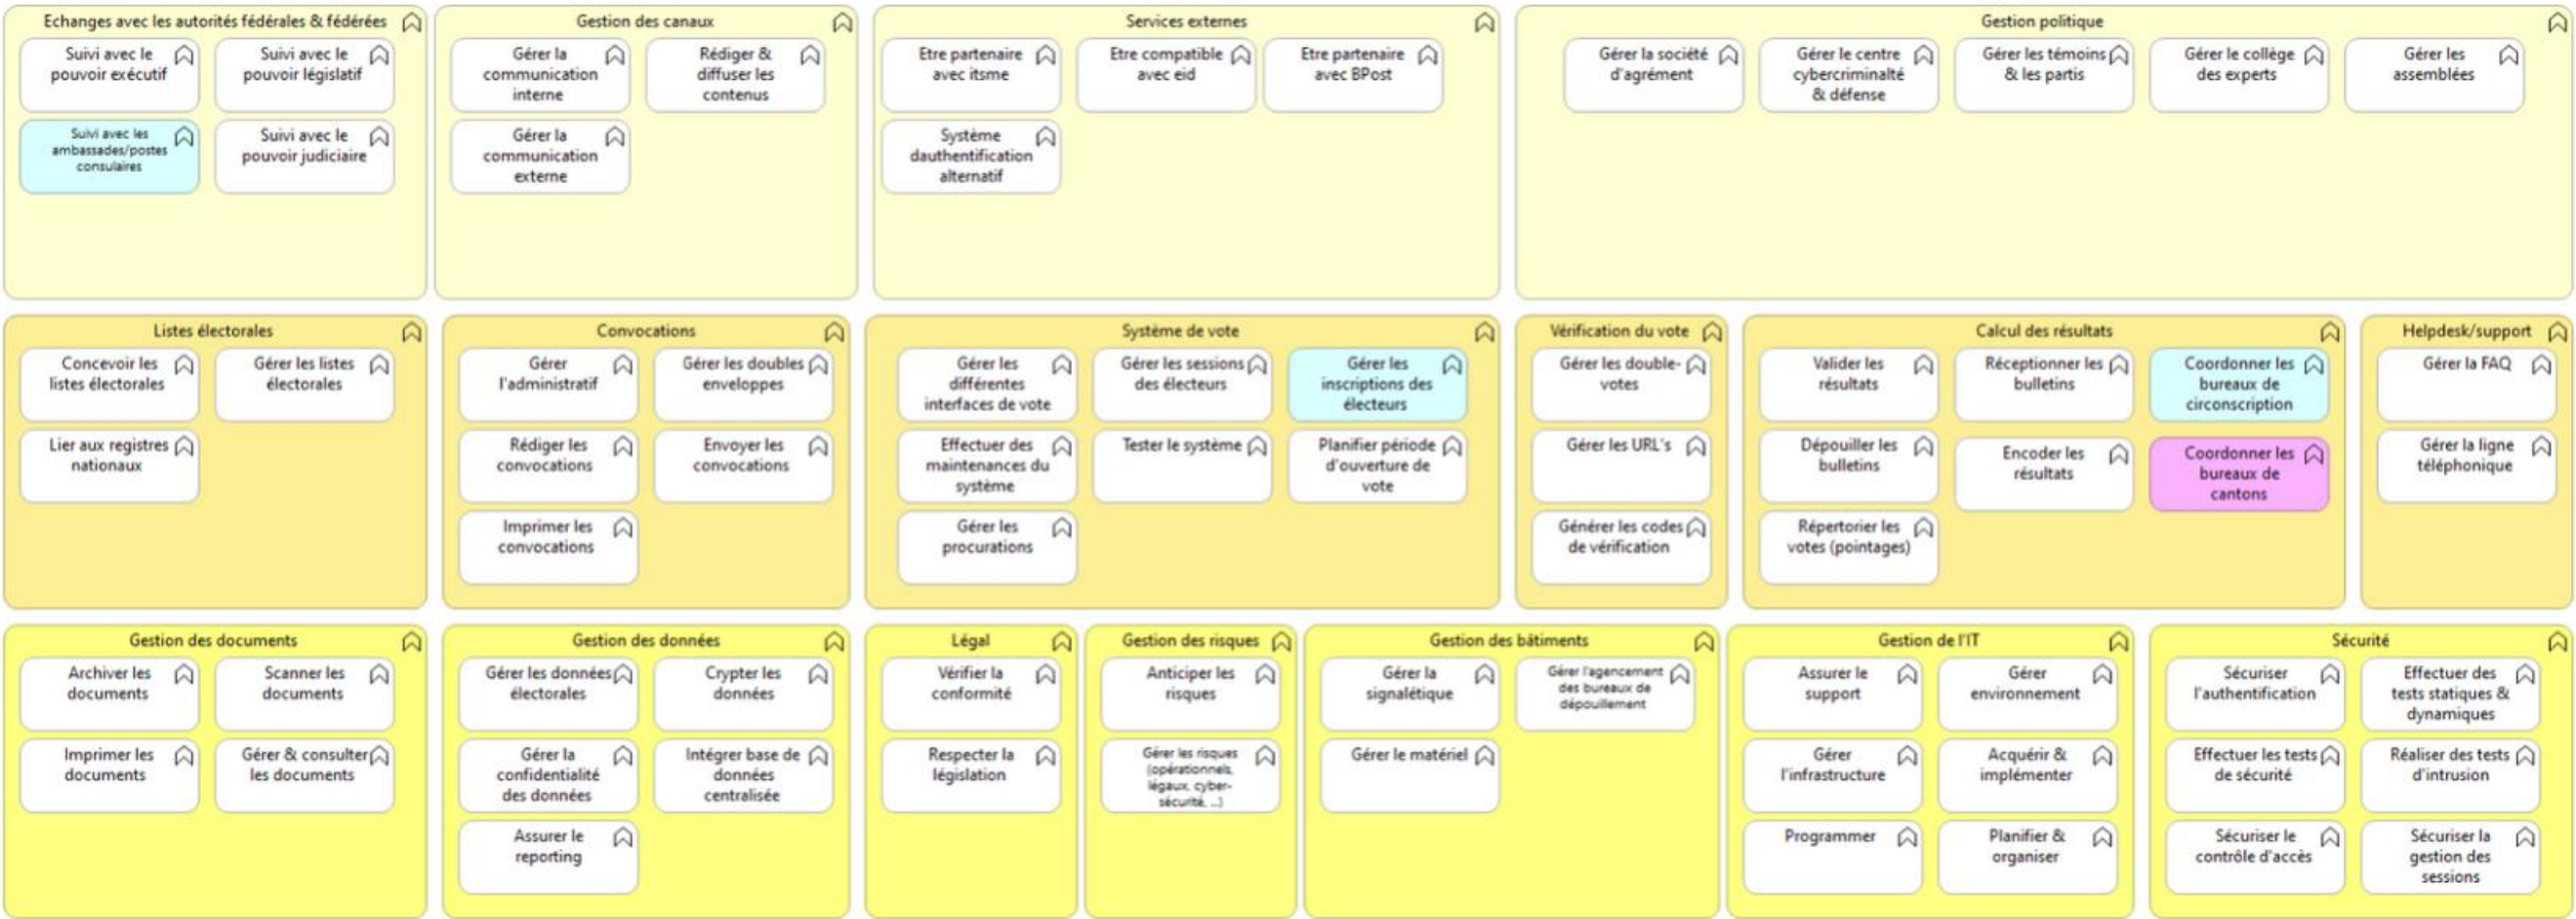 Echanges avec les autorités fédérales & fédérées
Suivi avec le
pouvoir exécutif
Suivi avec le
pouvoir législatif
Suivi avec les
ambassades/postes
consulaires
Suivi avec le
pouvoir judiciaire
Gestion des canaux
Gérer la
communication
interne
Rédiger &
diffuser les
contenus
Gérer la
communication
externe
Services externes
Etre partenaire
avec itsme
Etre compatible
avec eid
Etre partenaire
avec BPost
Système
dauthentification
alternatif
Gestion politique
Gérer la société
d'agrément
Gérer le centre
cybercriminalté
& défense
Gérer les témoins
& les partis
Gérer le collège
des experts
Gérer les
assemblées
Listes électorales
Concevoir les
listes électorales
Gérer les listes
électorales
Lier aux registres
nationaux
Convocations
Gérer
l'administratif
Gérer les doubles
enveloppes
Rédiger les
convocations
Envoyer les
convocations
Imprimer les
convocations
Système de vote
Gérer les
différentes
interfaces de vote
Gérer les sessions
des électeurs
Gérer les
inscriptions des
électeurs
Effectuer des
maintenances du
système
Tester le système
Planifier période
d'ouverture de
vote
Gérer les
procurations
Vérification du vote
Gérer les double-
votes
Gérer les URL's
Générer les codes
de vérification
Calcul des résultats
Valider les
résultats
Réceptionner les
bulletins
Coordonner les
bureaux de
circonscription
Dépouiller les
bulletins
Encoder les
résultats
Coordonner les
bureaux de
cantons
Répertorier les
votes (pointages)
Helpdesk/support
Gérer la FAQ
Gérer la ligne
téléphonique
Gestion des documents
Archiver les
documents
Scanner les
documents
Imprimer les
documents
Gérer & consulter
les documents
Gestion des données
Gérer les données
électorales
Crypter les
données
Gérer la
confidentialité
des données
Intégrer base de
données
centralisée
Assurer le
reporting
Légal
Vérifier la
conformité
Respecter la
législation
Gestion des risques
Anticiper les
risques
Gérer les risques
(opérationnels,
légaux, cyber-
sécurité, ...)
Gestion des bâtiments
Gérer la
signalétique
Gérer l'agencement
des bureaux de
dépouillement
Gérer le matériel
Gestion de l'IT
Assurer le
support
Gérer
environnement
Gérer
l'infrastructure
Acquérir &
implémenter
Programmer
Planifier &
organiser
Sécurité
Sécuriser
l'authentification
Effectuer des
tests statiques &
dynamiques
Effectuer les tests
de sécurité
Réaliser des tests
d'intrusion
Sécuriser le
contrôle d'accès
Sécuriser la
gestion des
sessions